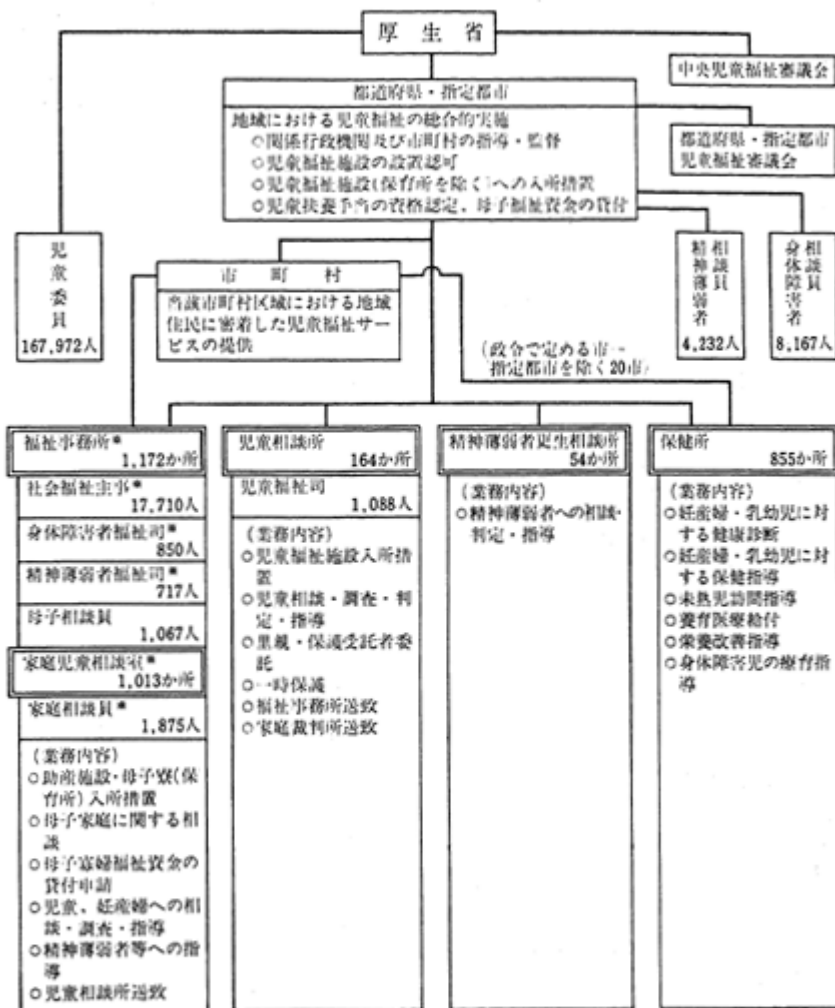 厚生省
中央児童福祉審議会
都道府県・指定都市
地域における児童福祉の総合的実施
○関係行政機関及び市町村の指導・監督
○児童福祉施設の設置認可
○児童福祉施設(保育所を除く)への入所措置
○児童扶養手当の資格認定、母子福祉資金の貸付
都道府県・指定都市
児童福祉審議会
児童委員
167,972人
市町村
当該市町村区域における地域
住民に密着した児童福祉サー
ビスの提供
精神薄弱者
相談員
4,232人
身体障害者
相談員
8,167人
(政令で定める市-
指定都市を除く20市)
福祉事務所*
1,172か所
社会福祉主事*
17,710人
身体障害者福祉司*
850人
精神薄弱者福祉司*
717人
母子相談員
1,067人
家庭児童相談室*
1,013か所
家庭相談員*
1,875人
(業務内容)
○助産施設・母子寮(保
育所)入所措置
○母子家庭に関する相
談
○母子寡婦福祉資金の
貸付申請
○児童、妊産婦への相
談・調査・指導
○精神薄弱者等への指
導
○児童相談所送致
児童相談所
164か所
児童福祉司
1,088人
(業務内容)
○児童福祉施設入所措
置
○児童相談・調査・判
定・指導
○里親・保護受託者委
託
○一時保護
○福祉事務所送致
○家庭裁判所送致
精神薄弱者更生相談所
54か所
(業務内容)
○精神薄弱者への相談・
判定・指導
保健所
855か所
(業務内容)
○妊産婦・乳幼児に対
する健康診断
○妊産婦・乳幼児に対
する保健指導
○未熟児訪問指導
○養育医療給付
○栄養改善指導
○身体障害児の療育指
導